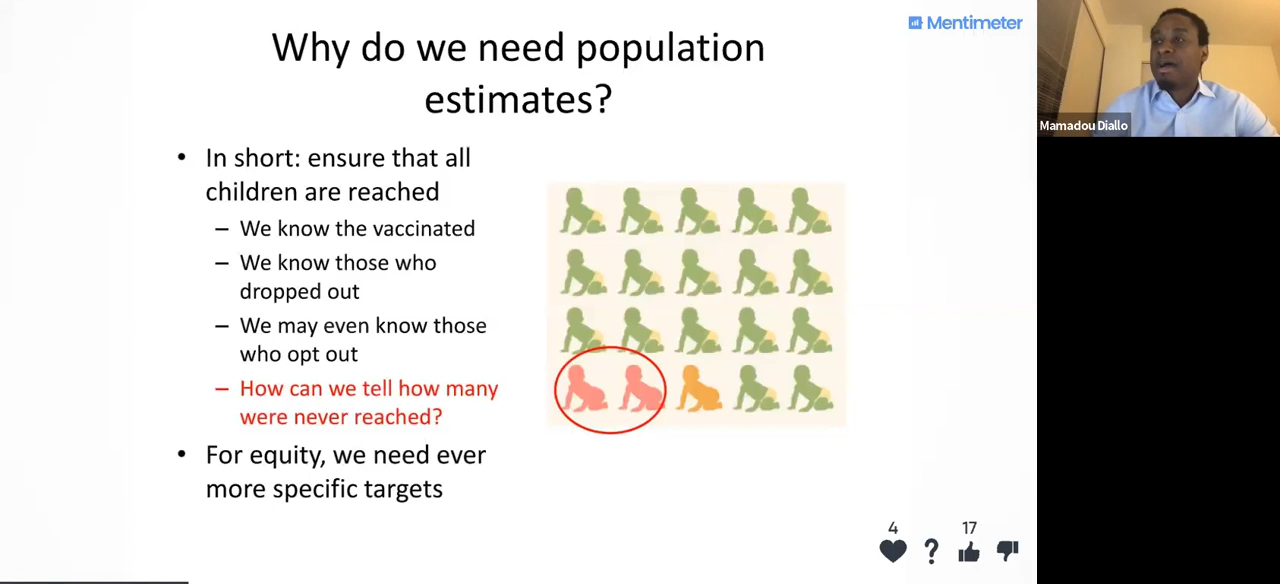 Mentimeter
Why do we need population
estimates?
• In short: ensure that all
children are reached
– We know the vaccinated
– We know those who
dropped out
– We may even know those
who opt out
– How can we tell how many
were never reached?
• For equity, we need ever
more specific targets
4
17
?
Mamadou Diallo